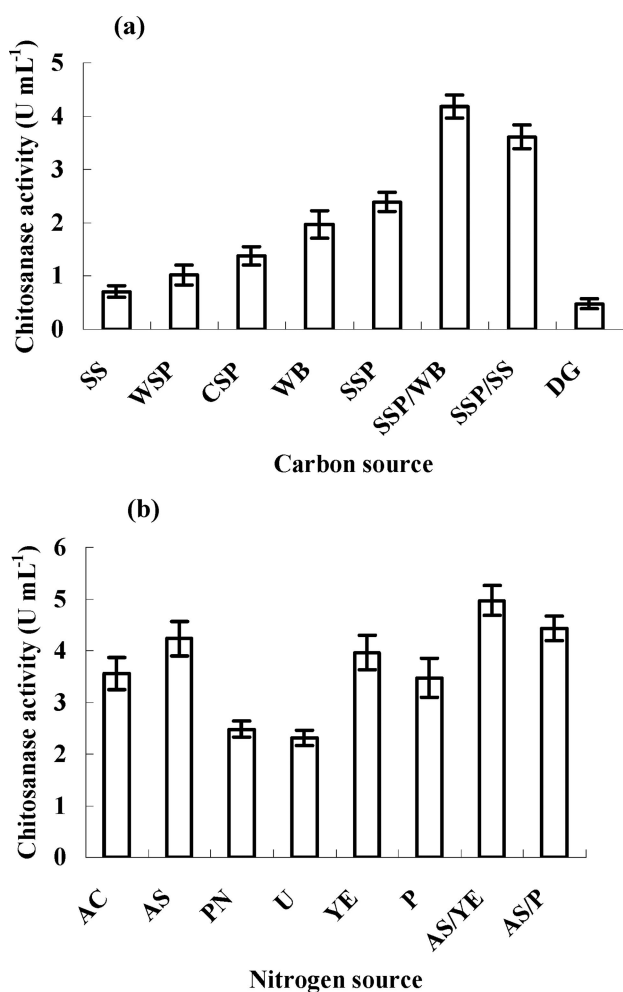 (a)
Chitosanase activity (U mL-1)
5
4
3
2
1
0
SS
WSP
CSP
WB
SSP
SSP/WB
SSP/SS
DG
Carbon source
(b)
Chitosanase activity (U mL-1)
6
5
4
3
2
1
0
AC
AS
PN
U
YE
P
AS/YE
AS/P
Nitrogen source